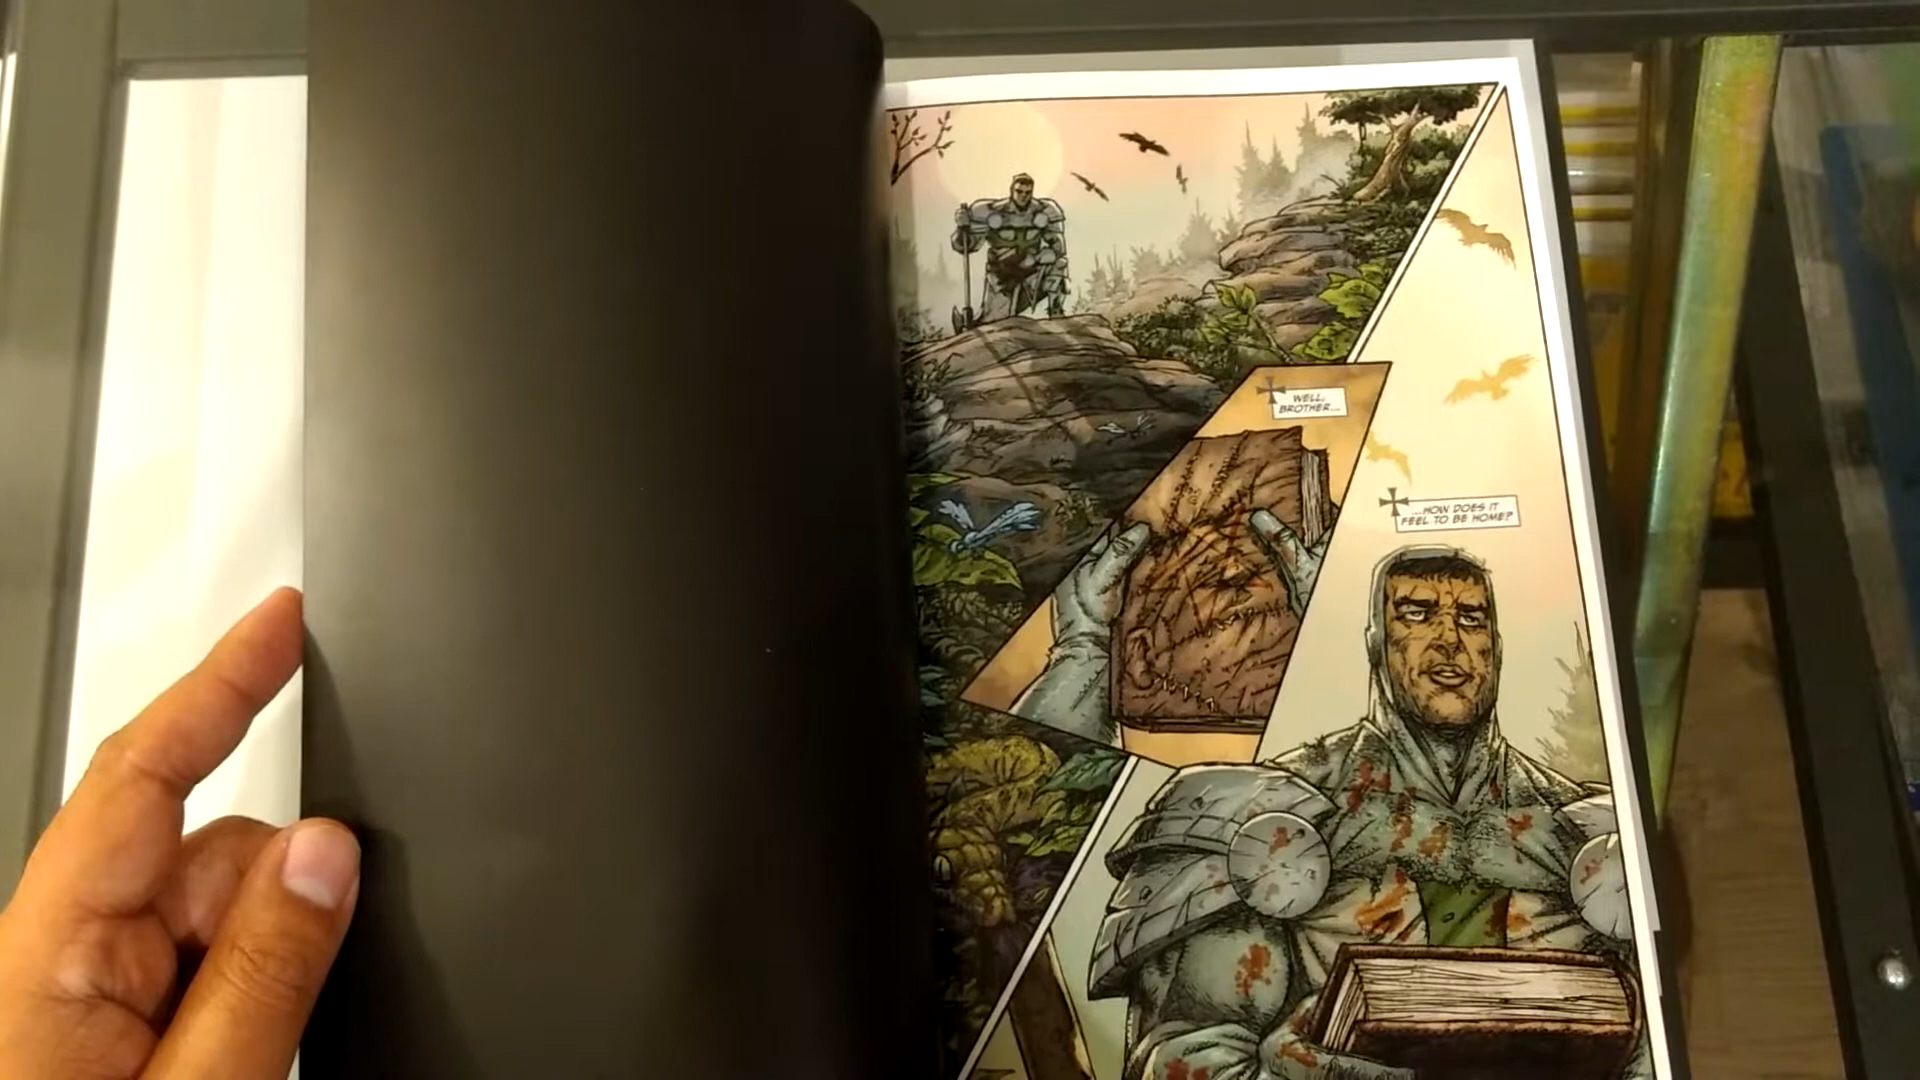 WELL,
BROTHER...
...HOW DOES IT
FEEL TO BE HOME?